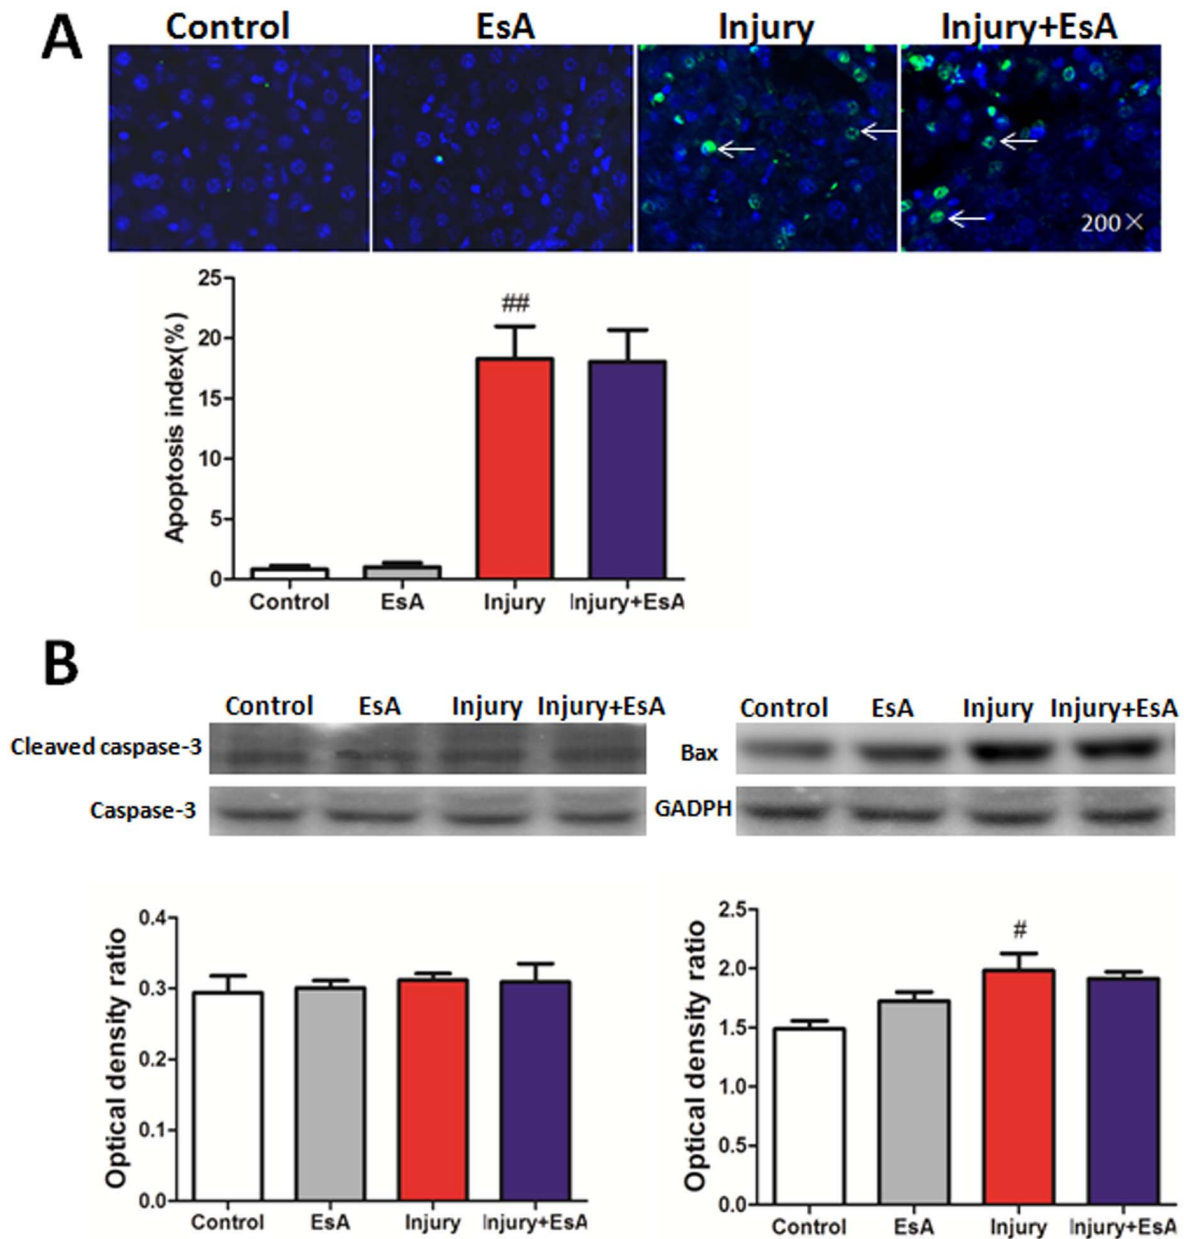 A
Control EsA Injury Injury+EsA
200×
Apoptosis index(%)
25
20
15
10
5
0
##
Control EsA Injury Injury+EsA
B
Control EsA Injury Injury+EsA
Cleaved caspase-3
Caspase-3
Control EsA Injury Injury+EsA
Bax
GADPH
Optical density ratio
0.4
0.3
0.2
0.1
0.0
Control EsA Injury Injury+EsA
Optical density ratio
2.5
2.0
1.5
1.0
0.5
0.0
#
Control EsA Injury Injury+EsA